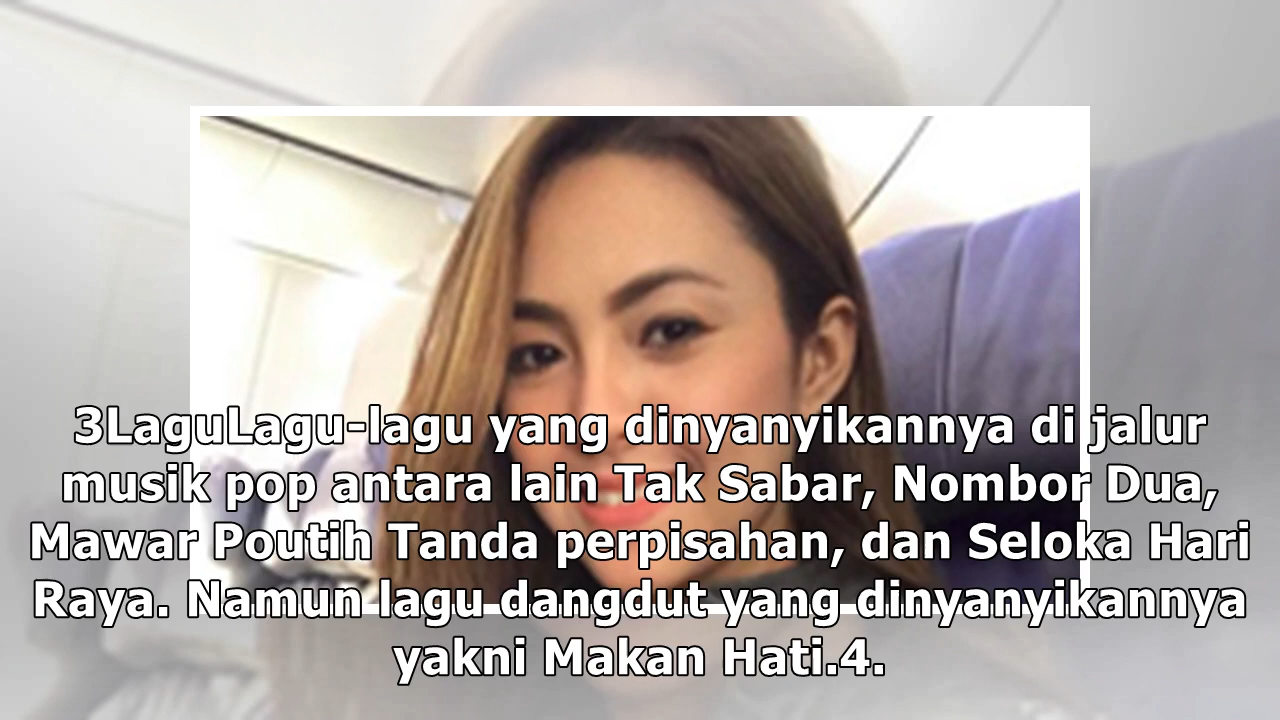 3LaguLagu-lagu yang dinyanyikannya di jalur
musik pop antara lain Tak Sabar, Nombor Dua,
Mawar Poutih Tanda perpisahan, dan Seloka Hari
Raya. Namun lagu dangdut yang dinyanyikannya
yakni Makan Hati.4.